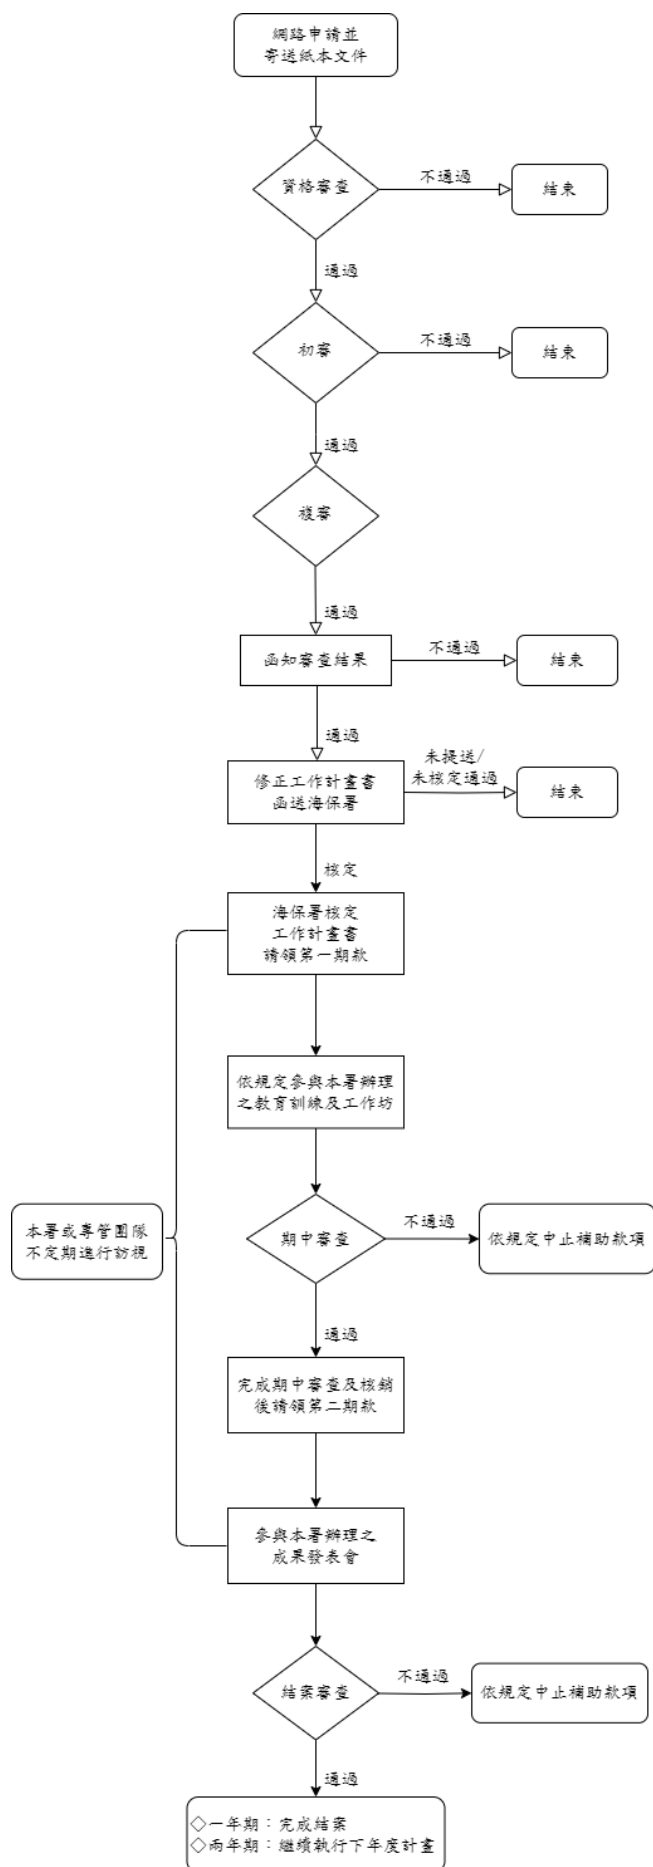 網路申請並
寄送紙本文件
資格審查
不通過
結束
通過
初審
不通過
結束
通過
複審
通過
函知審查結果
不通過
結束
通過
修正工作計畫書
函送海保署
未提送/
未核定通過
結束
核定
海保署核定
工作計畫書
請領第一期款
依規定參與本署辦理
之教育訓練及工作坊
本署或專管團隊
不定期進行訪視
期中審查
不通過
依規定中止補助款項
通過
完成期中審查及核銷
後請領第二期款
參與本署辦理之
成果發表會
結案審查
不通過
依規定中止補助款項
通過
◇一年期：完成結案
◇兩年期：繼續執行下年度計畫